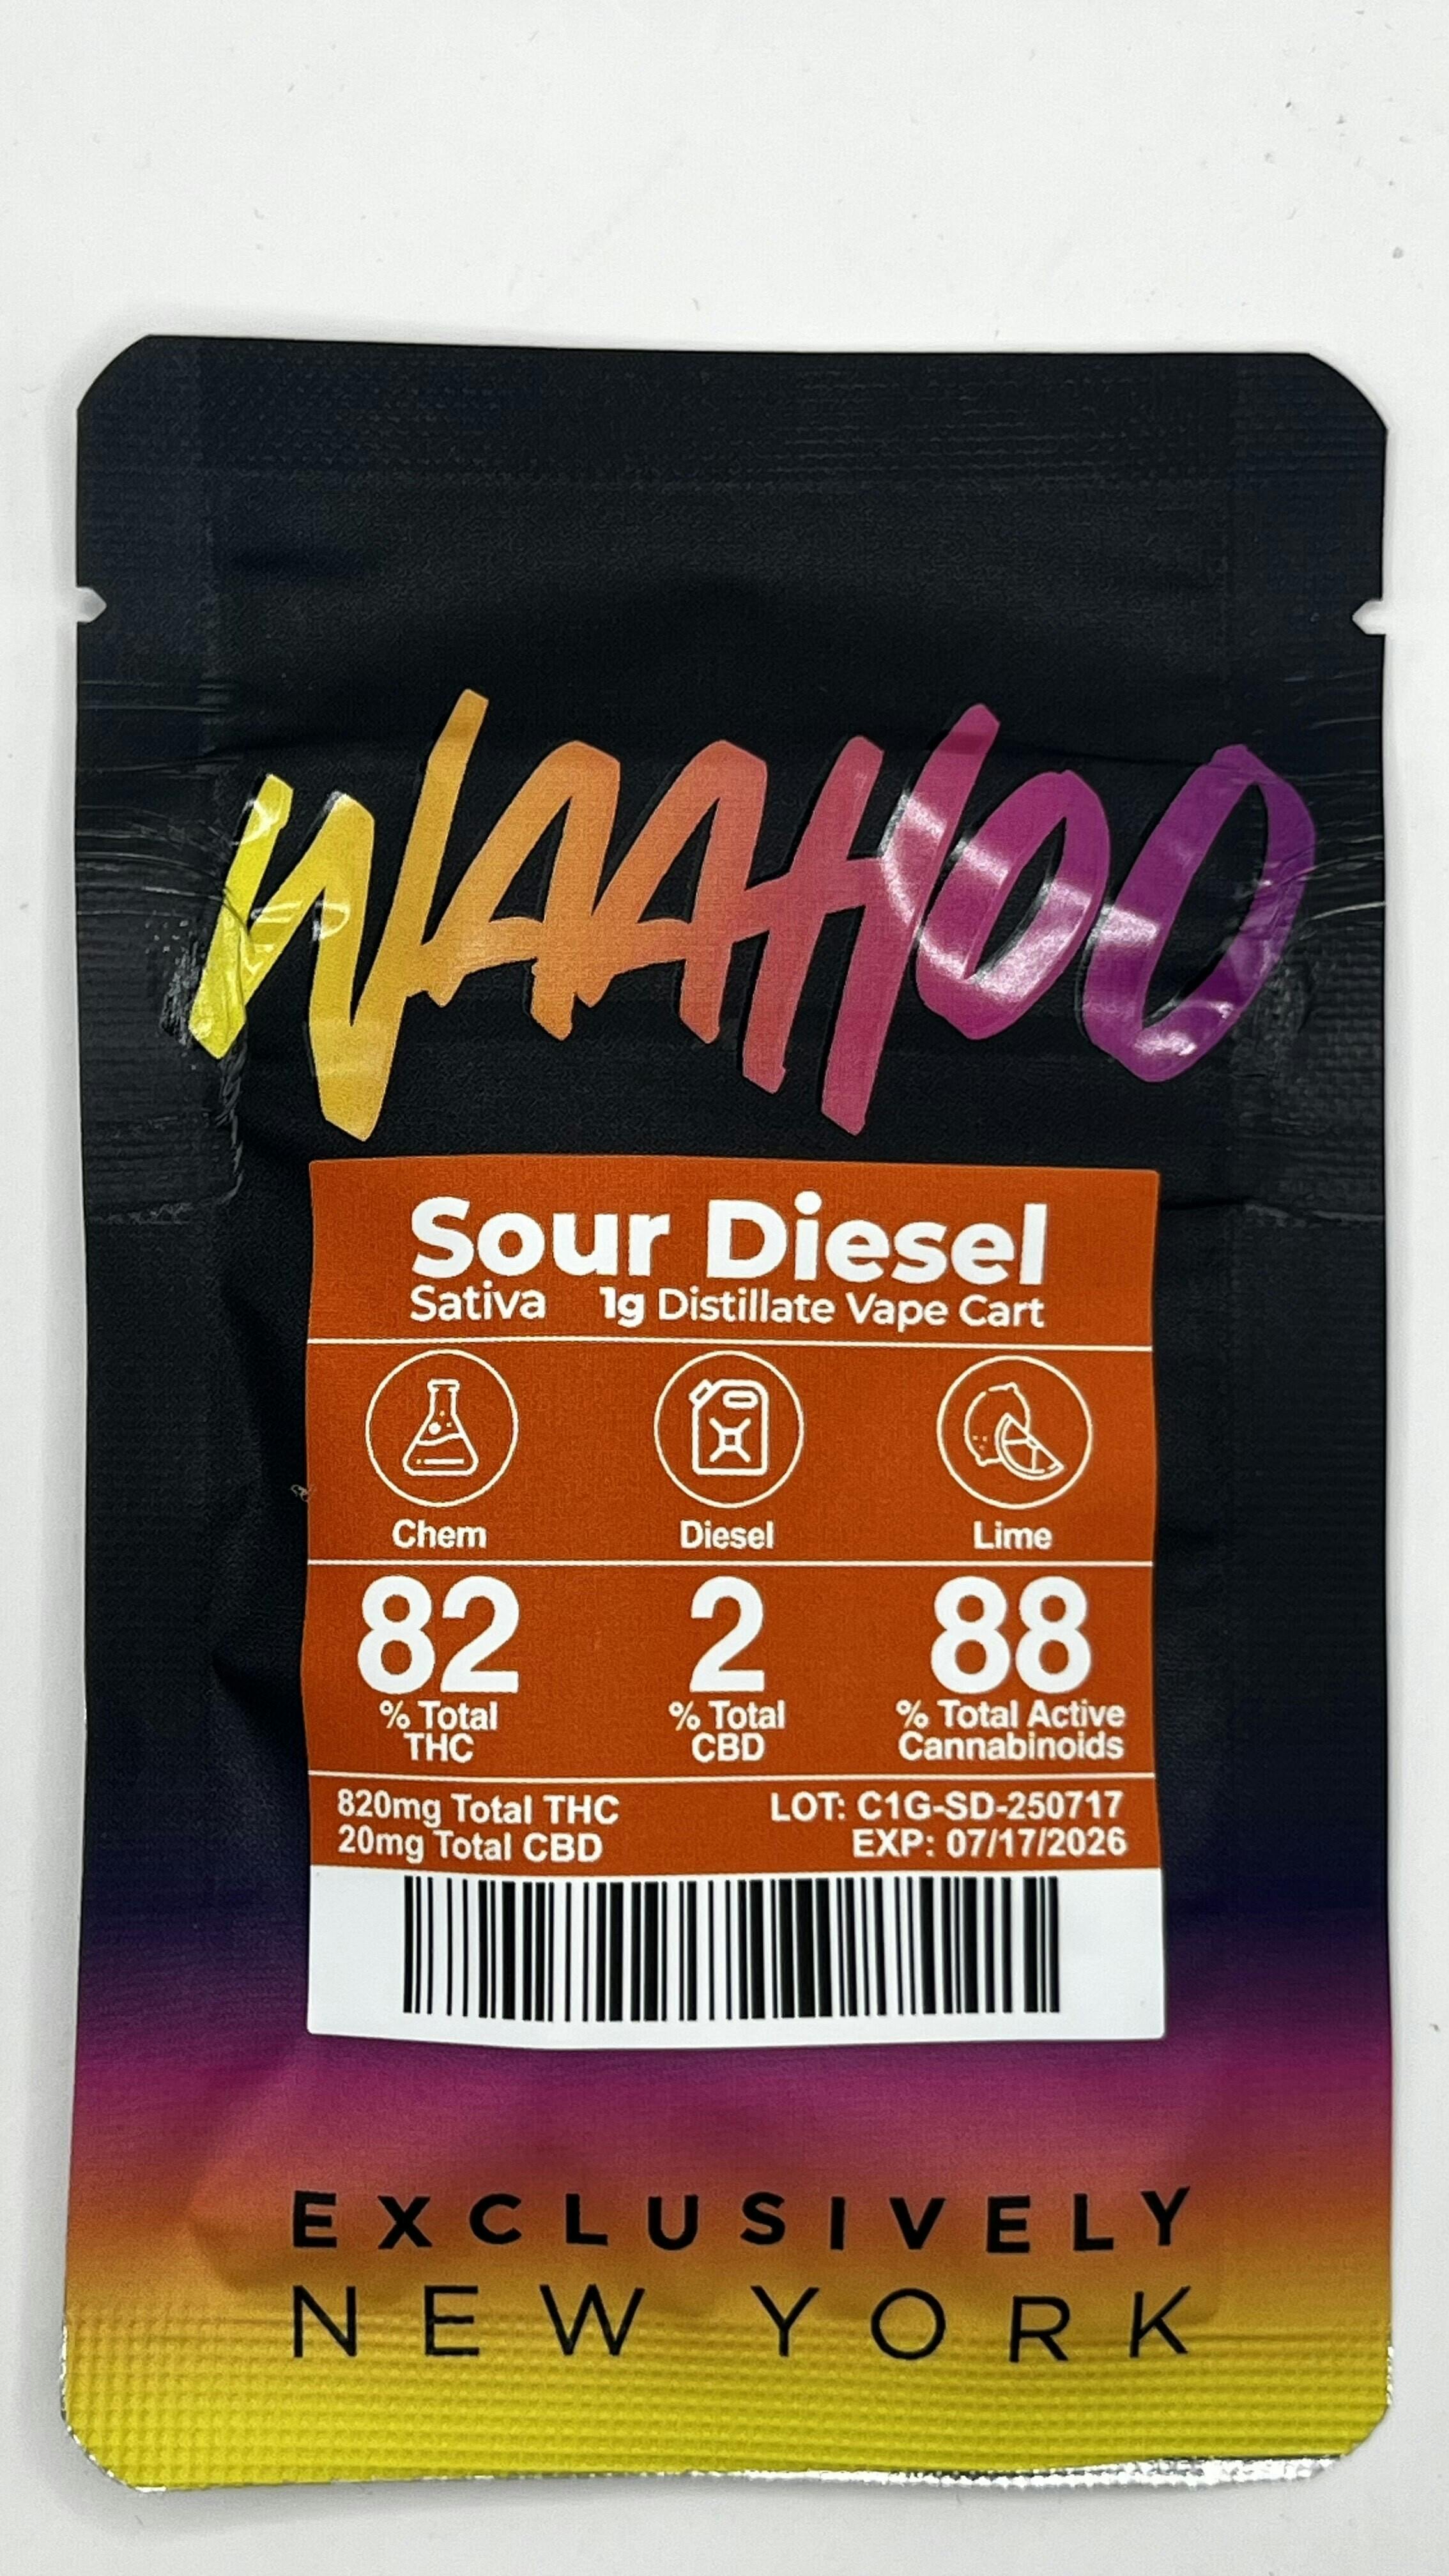 WAAHOO
Sour Diesel
Sativa 1g Distillate Vape Cart
Chem Diesel Lime
82 2 88
% Total THC % Total CBD % Total Active Cannabinoids
820mg Total THC LOT: C1G-SD-250717
20mg Total CBD EXP: 07/17/2026
EXCLUSIVELY
NEW YORK